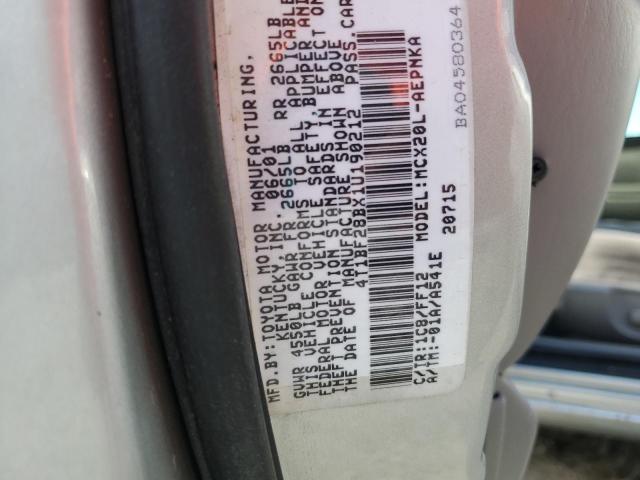 MFD.BY:TOYOTA MOTOR MANUFACTURING,
KENTUCKY, INC. 06/01
GVWR 4550LB GAWR FR 2665LB RR 2665LB
THIS VEHICLE CONFORMS TO ALL APPLICABLE
FEDERAL MOTOR VEHICLE SAFETY, BUMPER AND
THEFT PREVENTION STANDARDS IN EFFECT ON
THE DATE OF MANUFACTURE SHOWN ABOVE.
4T1BF28BX1U190212 PASS.CAR
C/TR:1C8/FF12 MODEL:MCX20L-AEPNKA
A/TM:-01A/A541E 20715
BA04580364